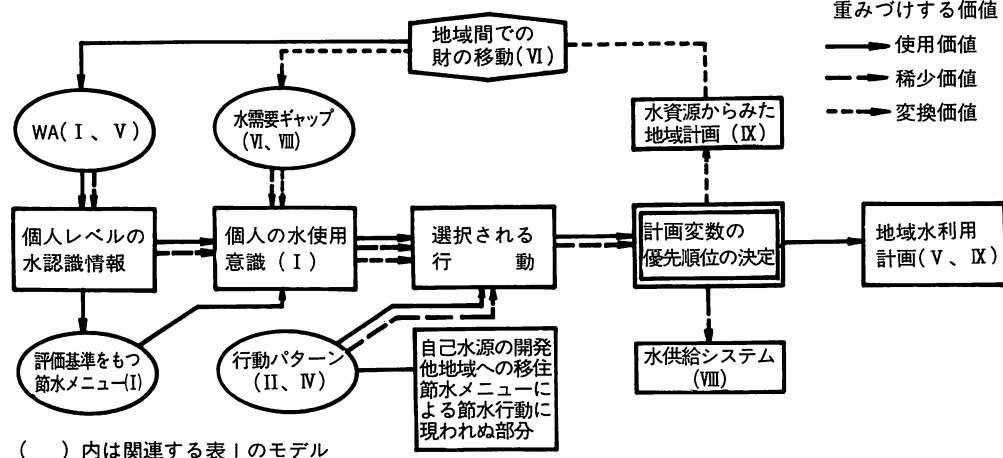 重みづけする価値
使用価値
稀少価値
変換価値
地域間での
財の移動(Ⅵ)
WA(Ⅰ、Ⅴ)
水需要ギャップ
(Ⅵ、Ⅷ)
水資源からみた
地域計画(Ⅸ)
個人レベルの
水認識情報
個人の水使用
意識(Ⅰ)
選択される
行　　動
計画変数の
優先順位の決定
地域水利用
計画(Ⅴ、Ⅸ)
評価基準をもつ
節水メニュー(Ⅰ)
行動パターン
(Ⅱ、Ⅳ)
自己水源の開発
他地域への移住
節水メニューに
よる節水行動に
現われぬ部分
水供給システム
(Ⅷ)
(　　)内は関連する表1のモデル